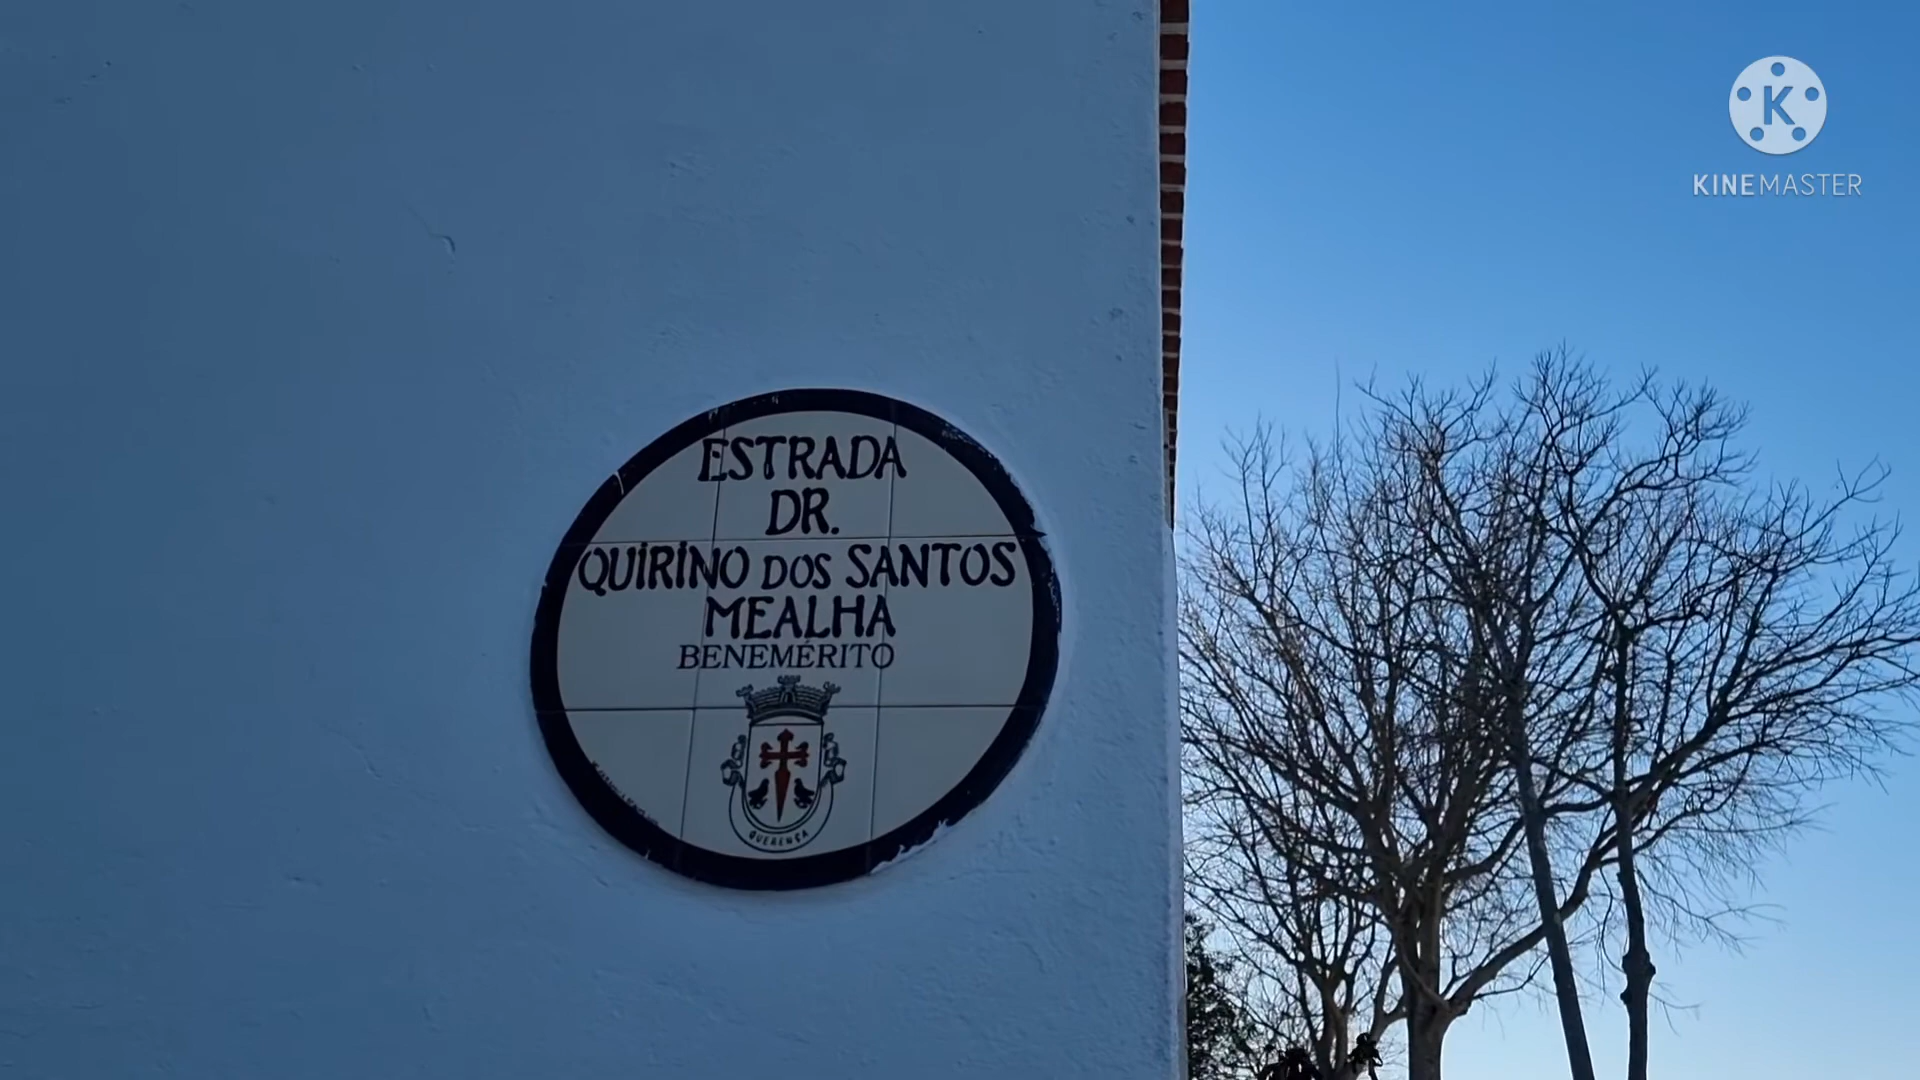 KINEMASTER
ESTRADA
DR.
QUIRINO DOS SANTOS
MEALHA
BENEMÉRITO
QUERENÇA